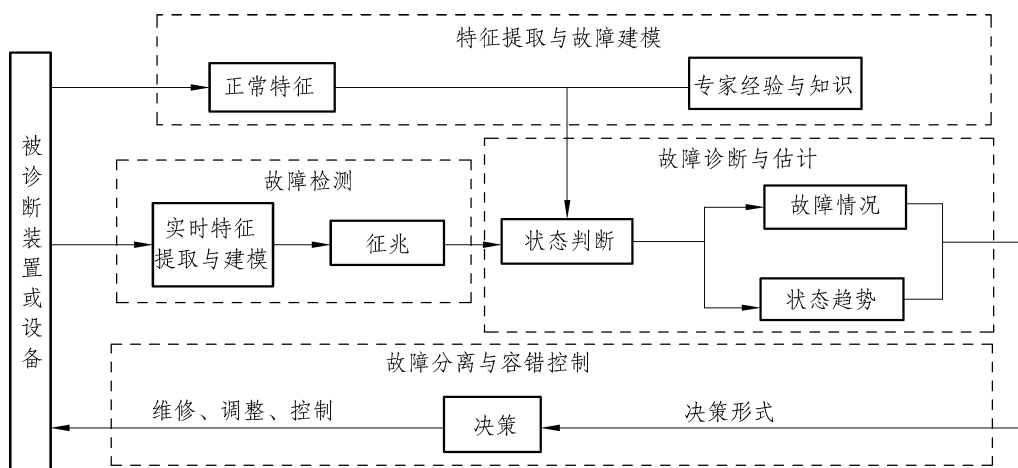 特征提取与故障建模
正常特征
专家经验与知识
被诊断装置或设备
故障检测
实时特征
提取与建模
征兆
故障诊断与估计
状态判断
故障情况
状态趋势
故障分离与容错控制
维修、调整、控制
决策
决策形式